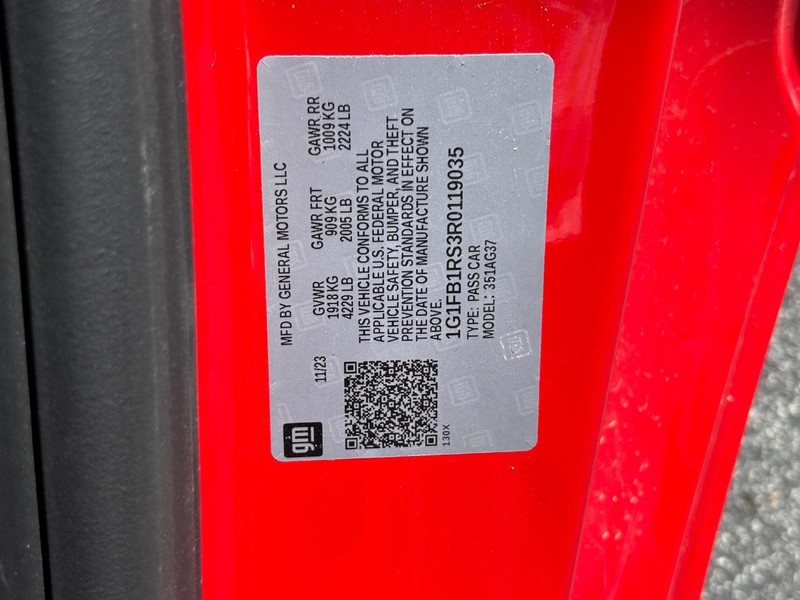 gm
MFD BY GENERAL MOTORS LLC
11/23
GVWR GAWR FRT GAWR RR
1918 KG 909 KG 1009 KG
4229 LB 2005 LB 2224 LB
THIS VEHICLE CONFORMS TO ALL
APPLICABLE U.S. FEDERAL MOTOR
VEHICLE SAFETY, BUMPER, AND THEFT
PREVENTION STANDARDS IN EFFECT ON
THE DATE OF MANUFACTURE SHOWN
ABOVE.
1G1FB1RS3R0119035
TYPE: PASS CAR
MODEL: 351AG37
130X